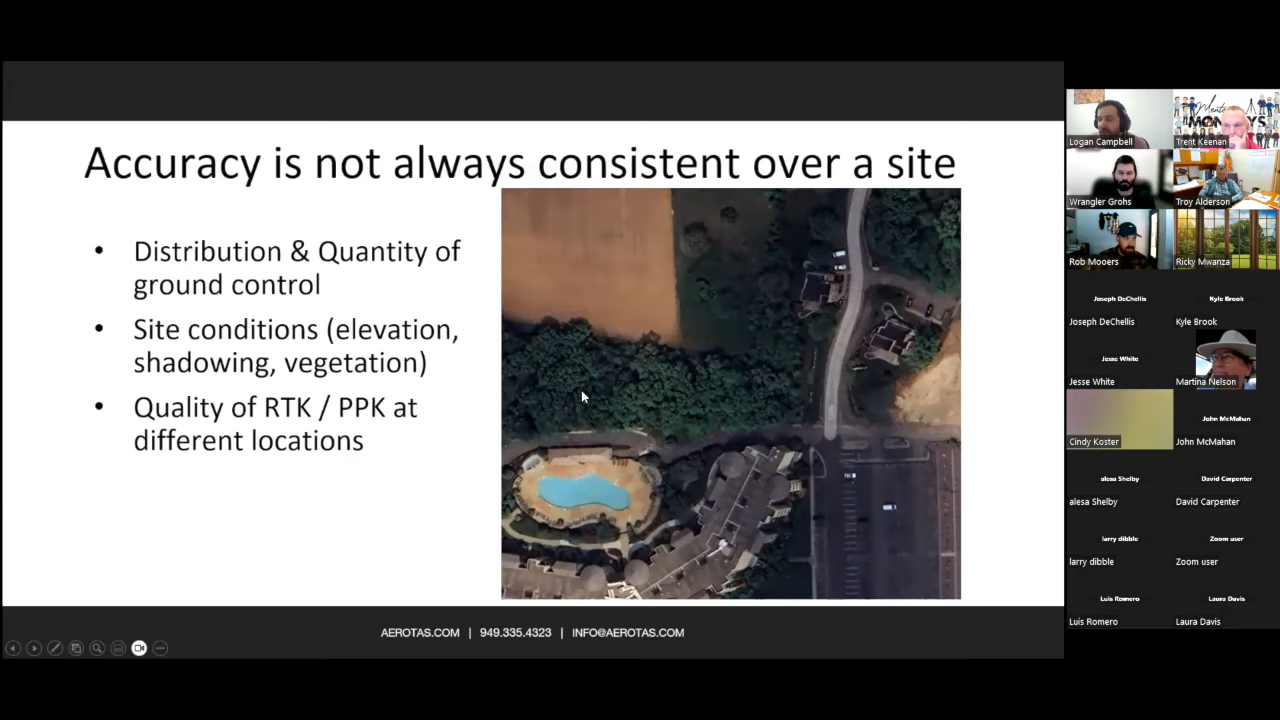 Accuracy is not always consistent over a site
• Distribution & Quantity of
ground control
• Site conditions (elevation,
shadowing, vegetation)
• Quality of RTK / PPK at
different locations
AEROTAS.COM | 949.335.4323 | INFO@AEROTAS.COM
Logan Campbell
Trent Keenan
Wrangler Grohs
Troy Alderson
Rob Mooers
Ricky Mwanza
Joseph DeChellis
Kyle Brook
Joseph DeChellis
Kyle Brook
Jesse White
Jesse White
Martina Nelson
Cindy Koster
John McMahan
John McMahan
alesa Shelby
David Carpenter
alesa Shelby
David Carpenter
larry dibble
Zoom user
larry dibble
Zoom user
Luis Romero
Laura Davis
Luis Romero
Laura Davis